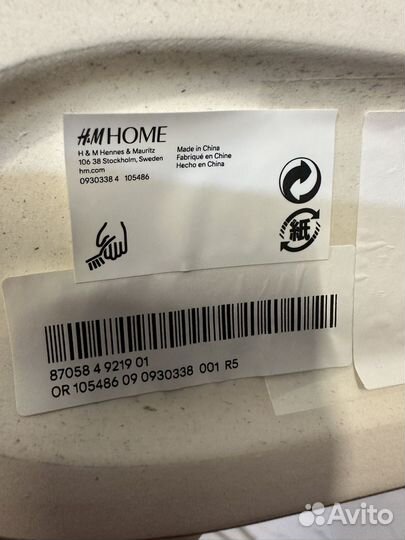 H&M HOME
H & M Hennes & Mauritz
106 38 Stockholm, Sweden
hm.com
0930338 4 105486
Made in China
Fabriqué en Chine
Hecho en China
紙
87058 4 9219 01
OR 105486 09 0930338 001 R5
Avito